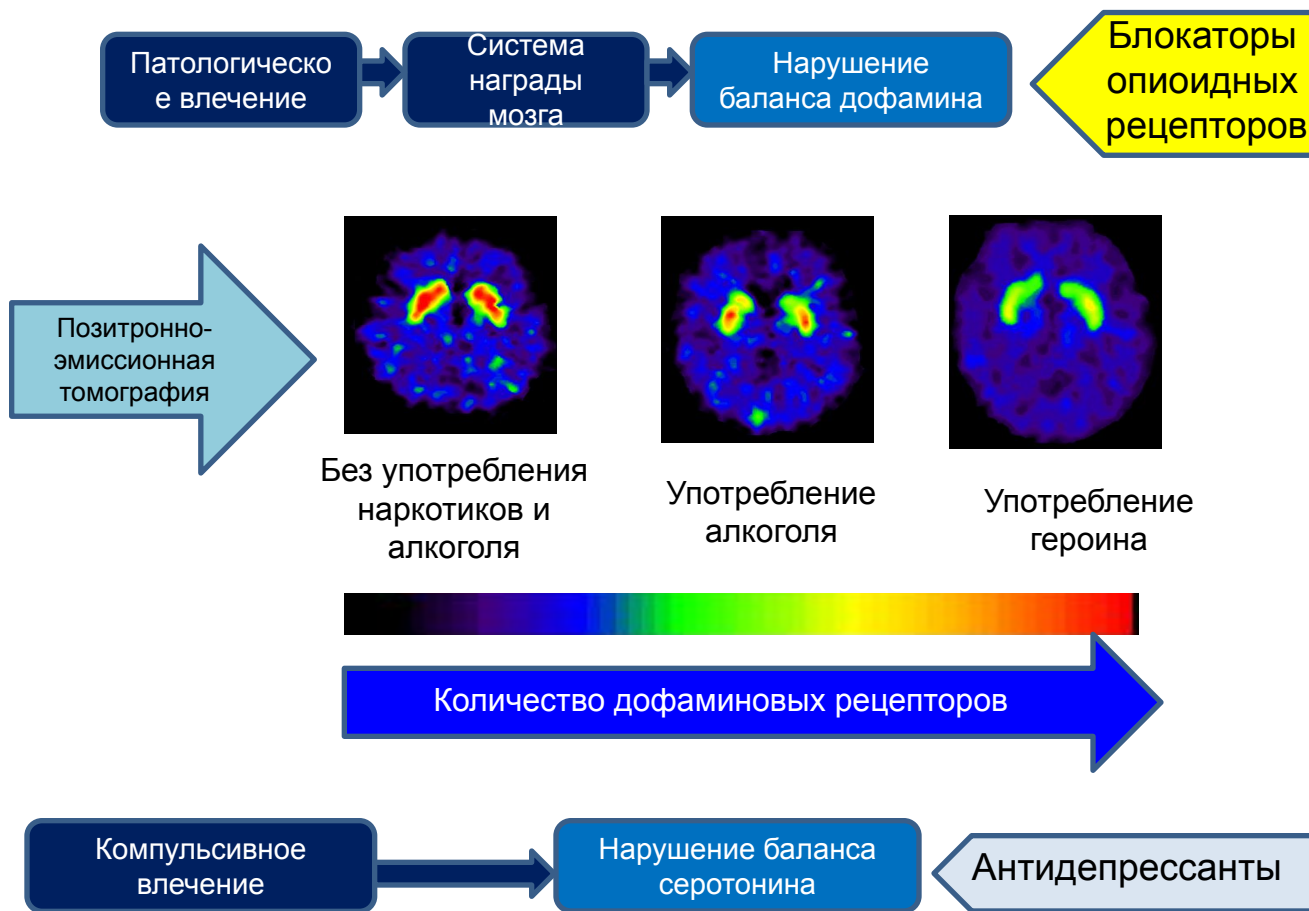 Патологическо
е влечение
Система
награды
мозга
Нарушение
баланса дофамина
Блокаторы
опиоидных
рецепторов
Позитронно-
эмиссионная
томография
Без употребления
наркотиков и
алкоголя
Употребление
алкоголя
Употребление
героина
Количество дофаминовых рецепторов
Компульсивное
влечение
Нарушение баланса
серотонина
Антидепрессанты